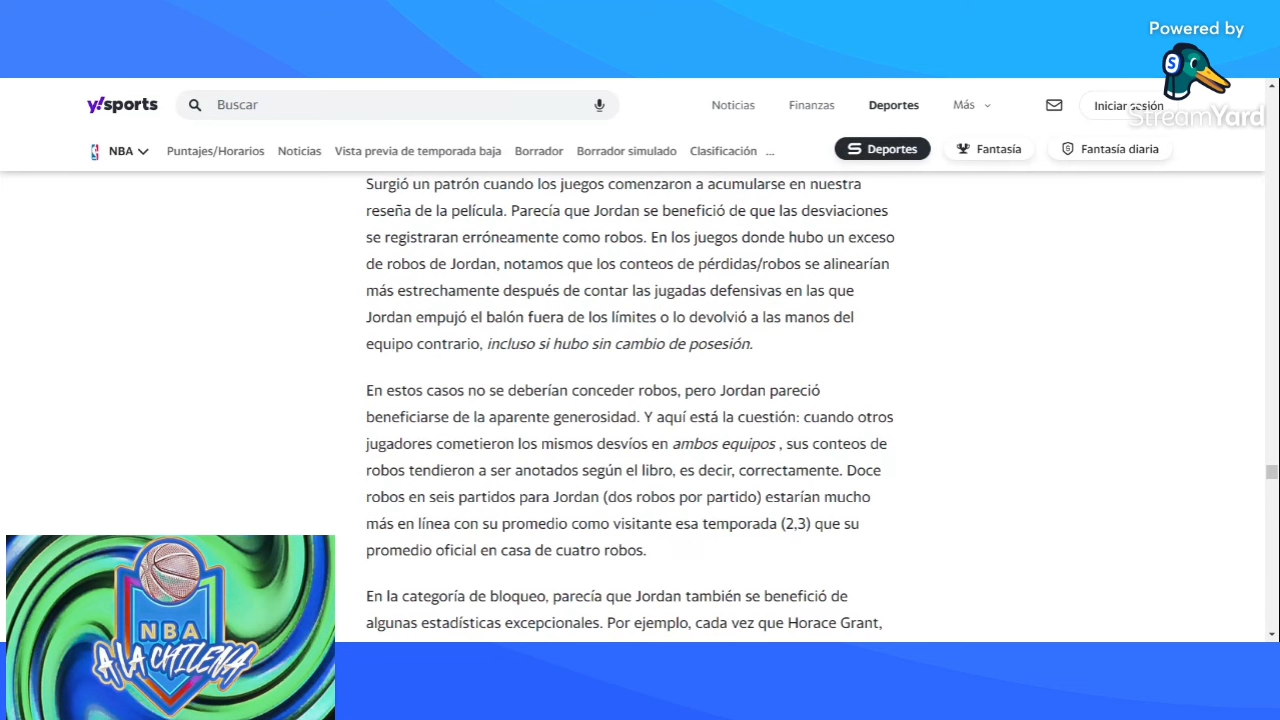 Powered by
S
StreamYard
y!sports
Buscar
Noticias
Finanzas
Deportes
Más
Iniciar sesión
NBA
Puntajes/Horarios
Noticias
Vista previa de temporada baja
Borrador
Borrador simulado
Clasificación
...
Deportes
Fantasía
Fantasía diaria
Surgió un patrón cuando los juegos comenzaron a acumularse en nuestra
reseña de la película. Parecía que Jordan se benefició de que las desviaciones
se registraran erróneamente como robos. En los juegos donde hubo un exceso
de robos de Jordan, notamos que los conteos de pérdidas/robos se alinearían
más estrechamente después de contar las jugadas defensivas en las que
Jordan empujó el balón fuera de los límites o lo devolvió a las manos del
equipo contrario, incluso si hubo sin cambio de posesión.
En estos casos no se deberían conceder robos, pero Jordan pareció
beneficiarse de la aparente generosidad. Y aquí está la cuestión: cuando otros
jugadores cometieron los mismos desvíos en ambos equipos , sus conteos de
robos tendieron a ser anotados según el libro, es decir, correctamente. Doce
robos en seis partidos para Jordan (dos robos por partido) estarían mucho
más en línea con su promedio como visitante esa temporada (2,3) que su
promedio oficial en casa de cuatro robos.
En la categoría de bloqueo, parecía que Jordan también se benefició de
algunas estadísticas excepcionales. Por ejemplo, cada vez que Horace Grant,
NBA
A LA CHILENA